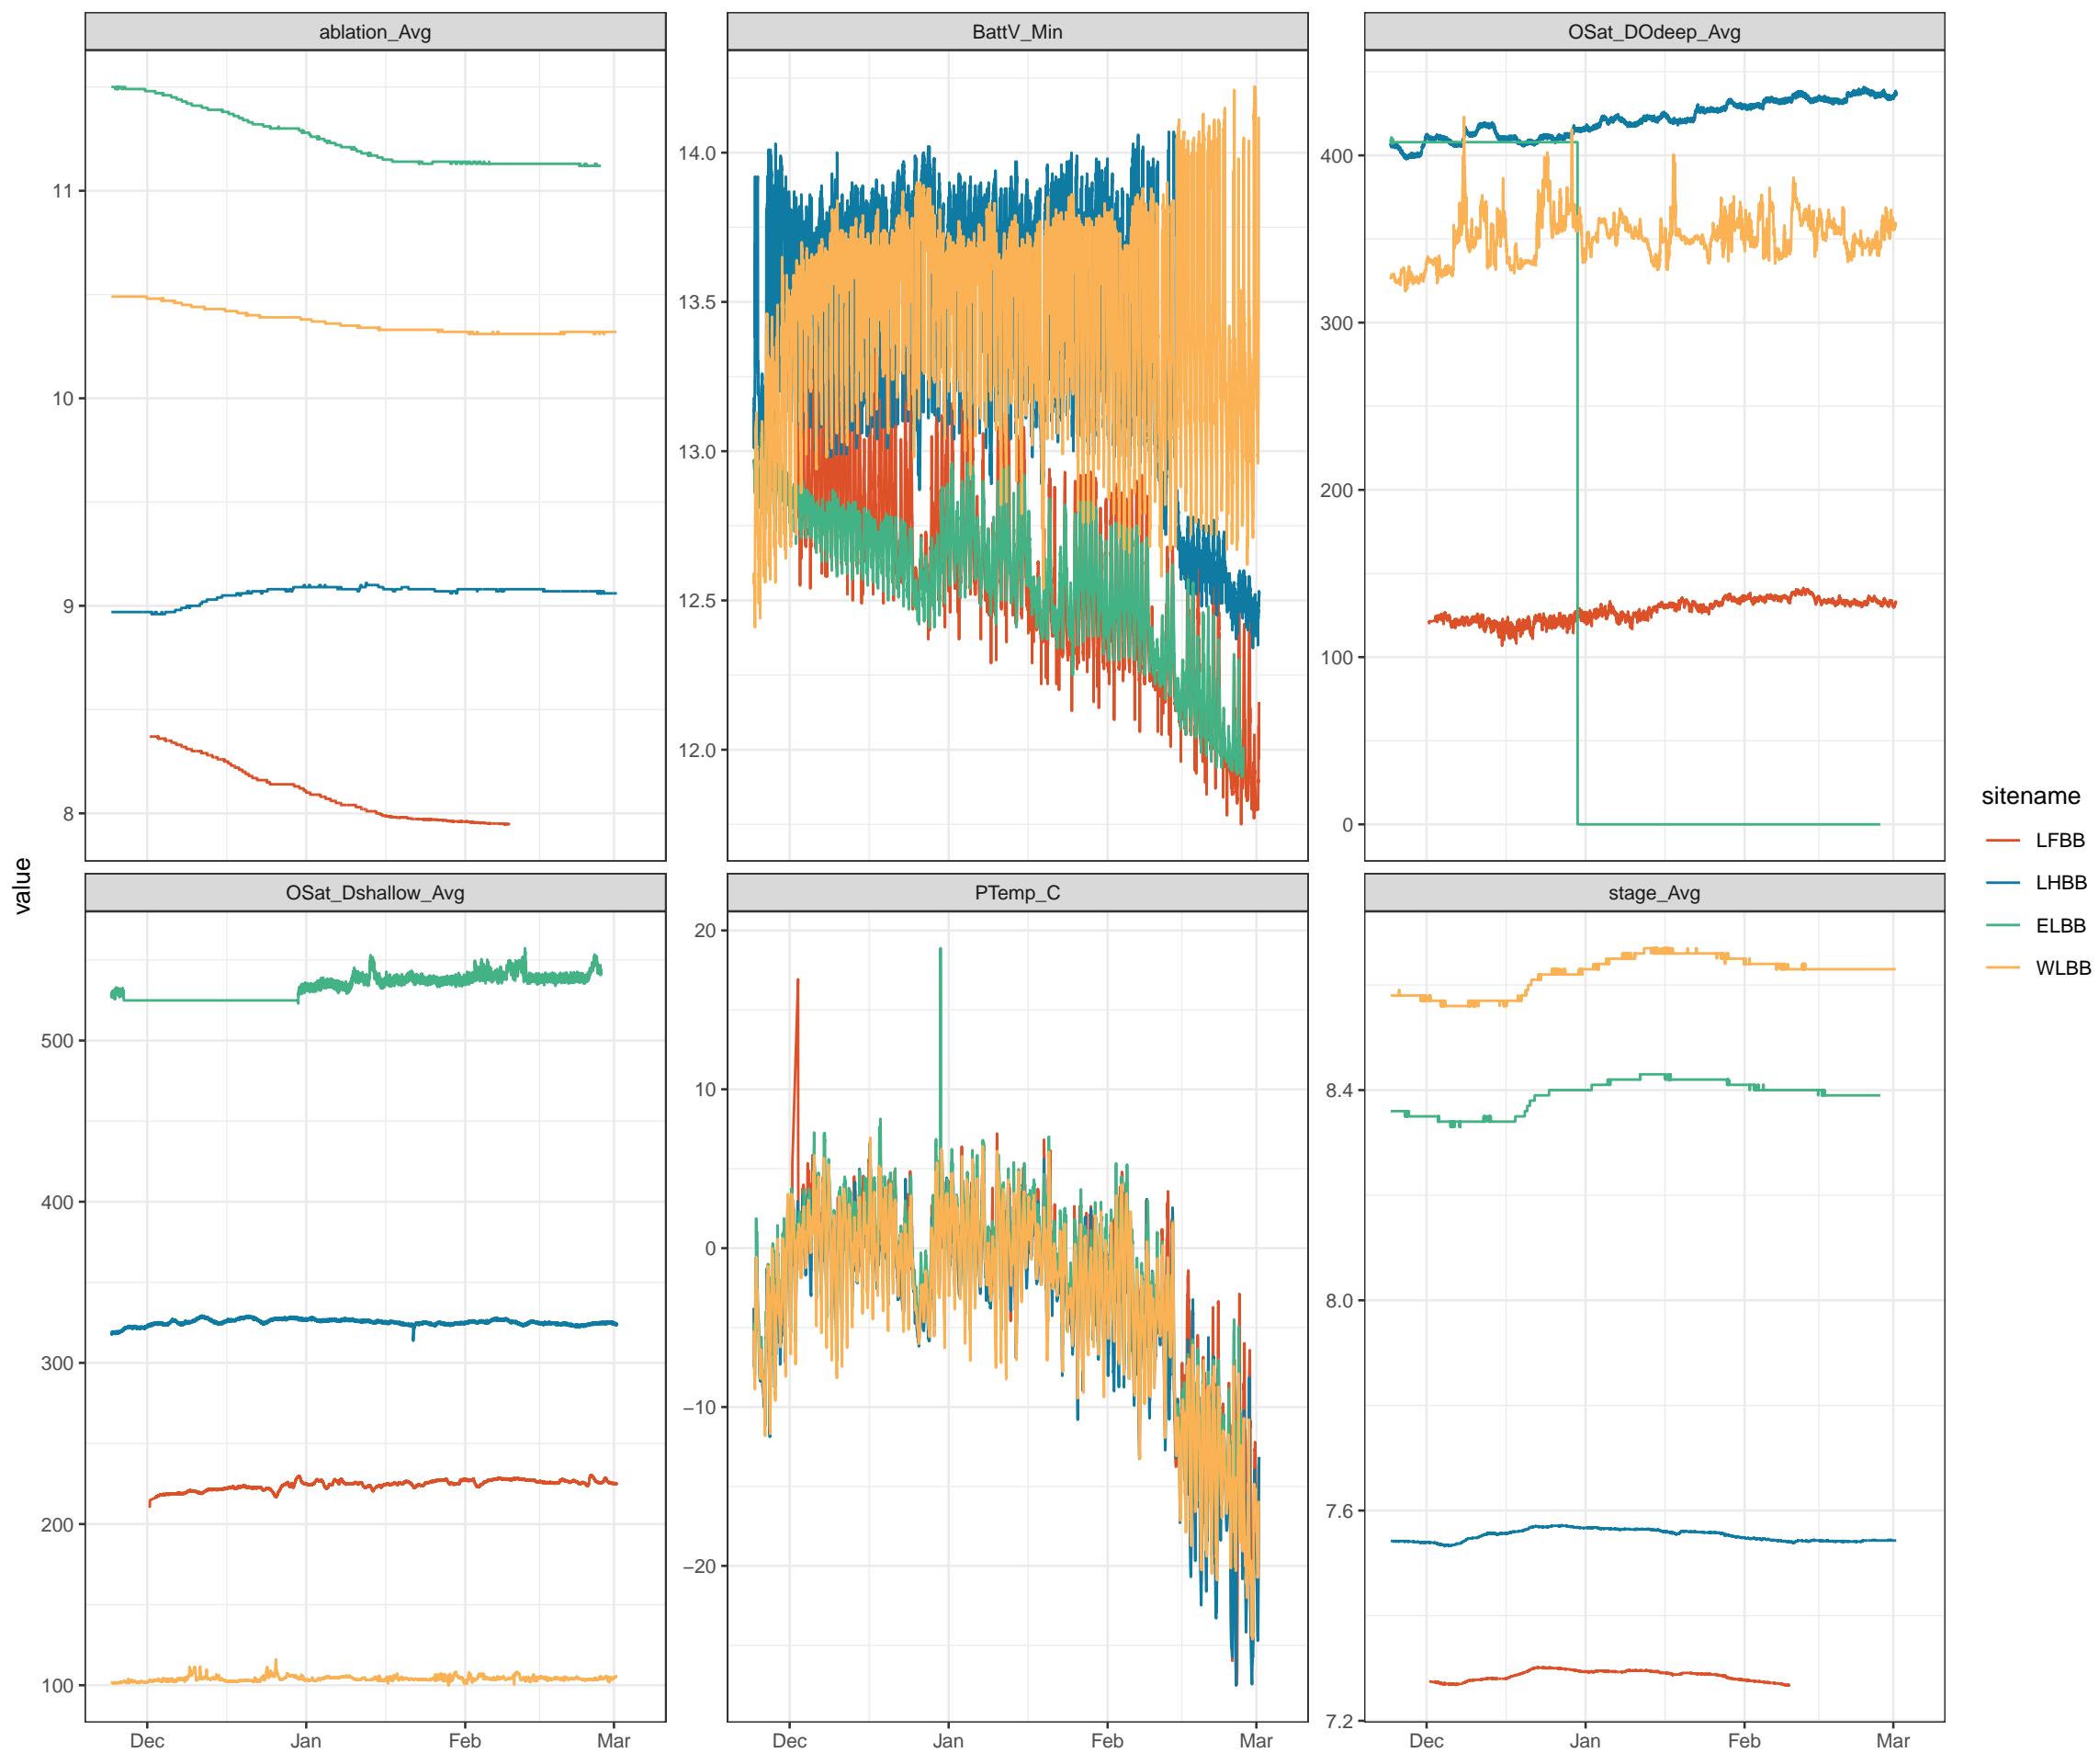 ablation_Avg
BattV_Min
OSat_DOdeep_Avg
11
10
9
8
14.0
13.5
13.0
12.5
12.0
400
300
200
100
0
value
OSat_Dshallow_Avg
PTemp_C
stage_Avg
500
400
300
200
100
20
10
0
−10
−20
8.4
8.0
7.6
7.2
Dec Jan Feb Mar
Dec Jan Feb Mar
Dec Jan Feb Mar
sitename
LFBB
LHBB
ELBB
WLBB